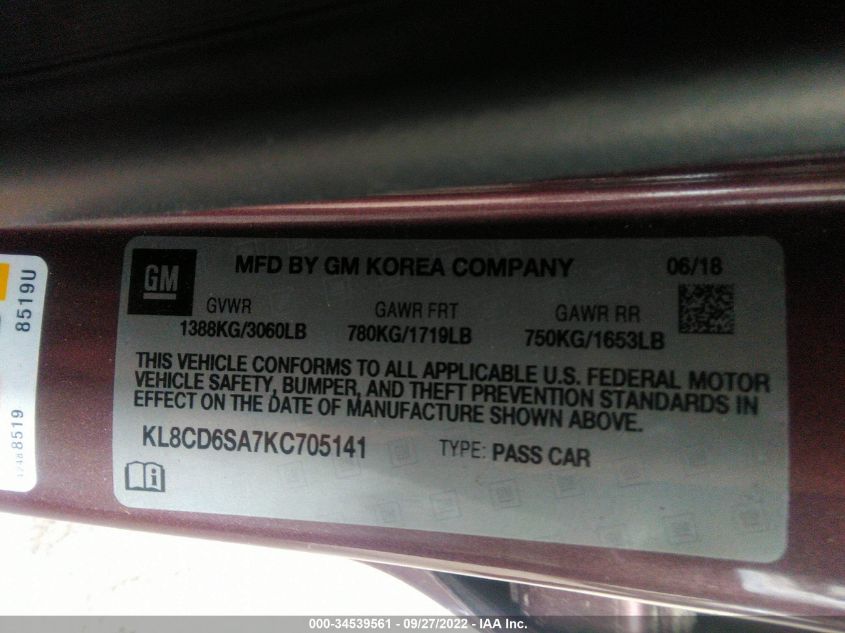 GM
MFD BY GM KOREA COMPANY 06/18
GVWR GAWR FRT GAWR RR
1388KG/3060LB 780KG/1719LB 750KG/1653LB
THIS VEHICLE CONFORMS TO ALL APPLICABLE U.S. FEDERAL MOTOR
VEHICLE SAFETY, BUMPER, AND THEFT PREVENTION STANDARDS IN
EFFECT ON THE DATE OF MANUFACTURE SHOWN ABOVE.
KL8CD6SA7KC705141 TYPE: PASS CAR
8519U
12488519
000-34539561 - 09/27/2022 - IAA Inc.